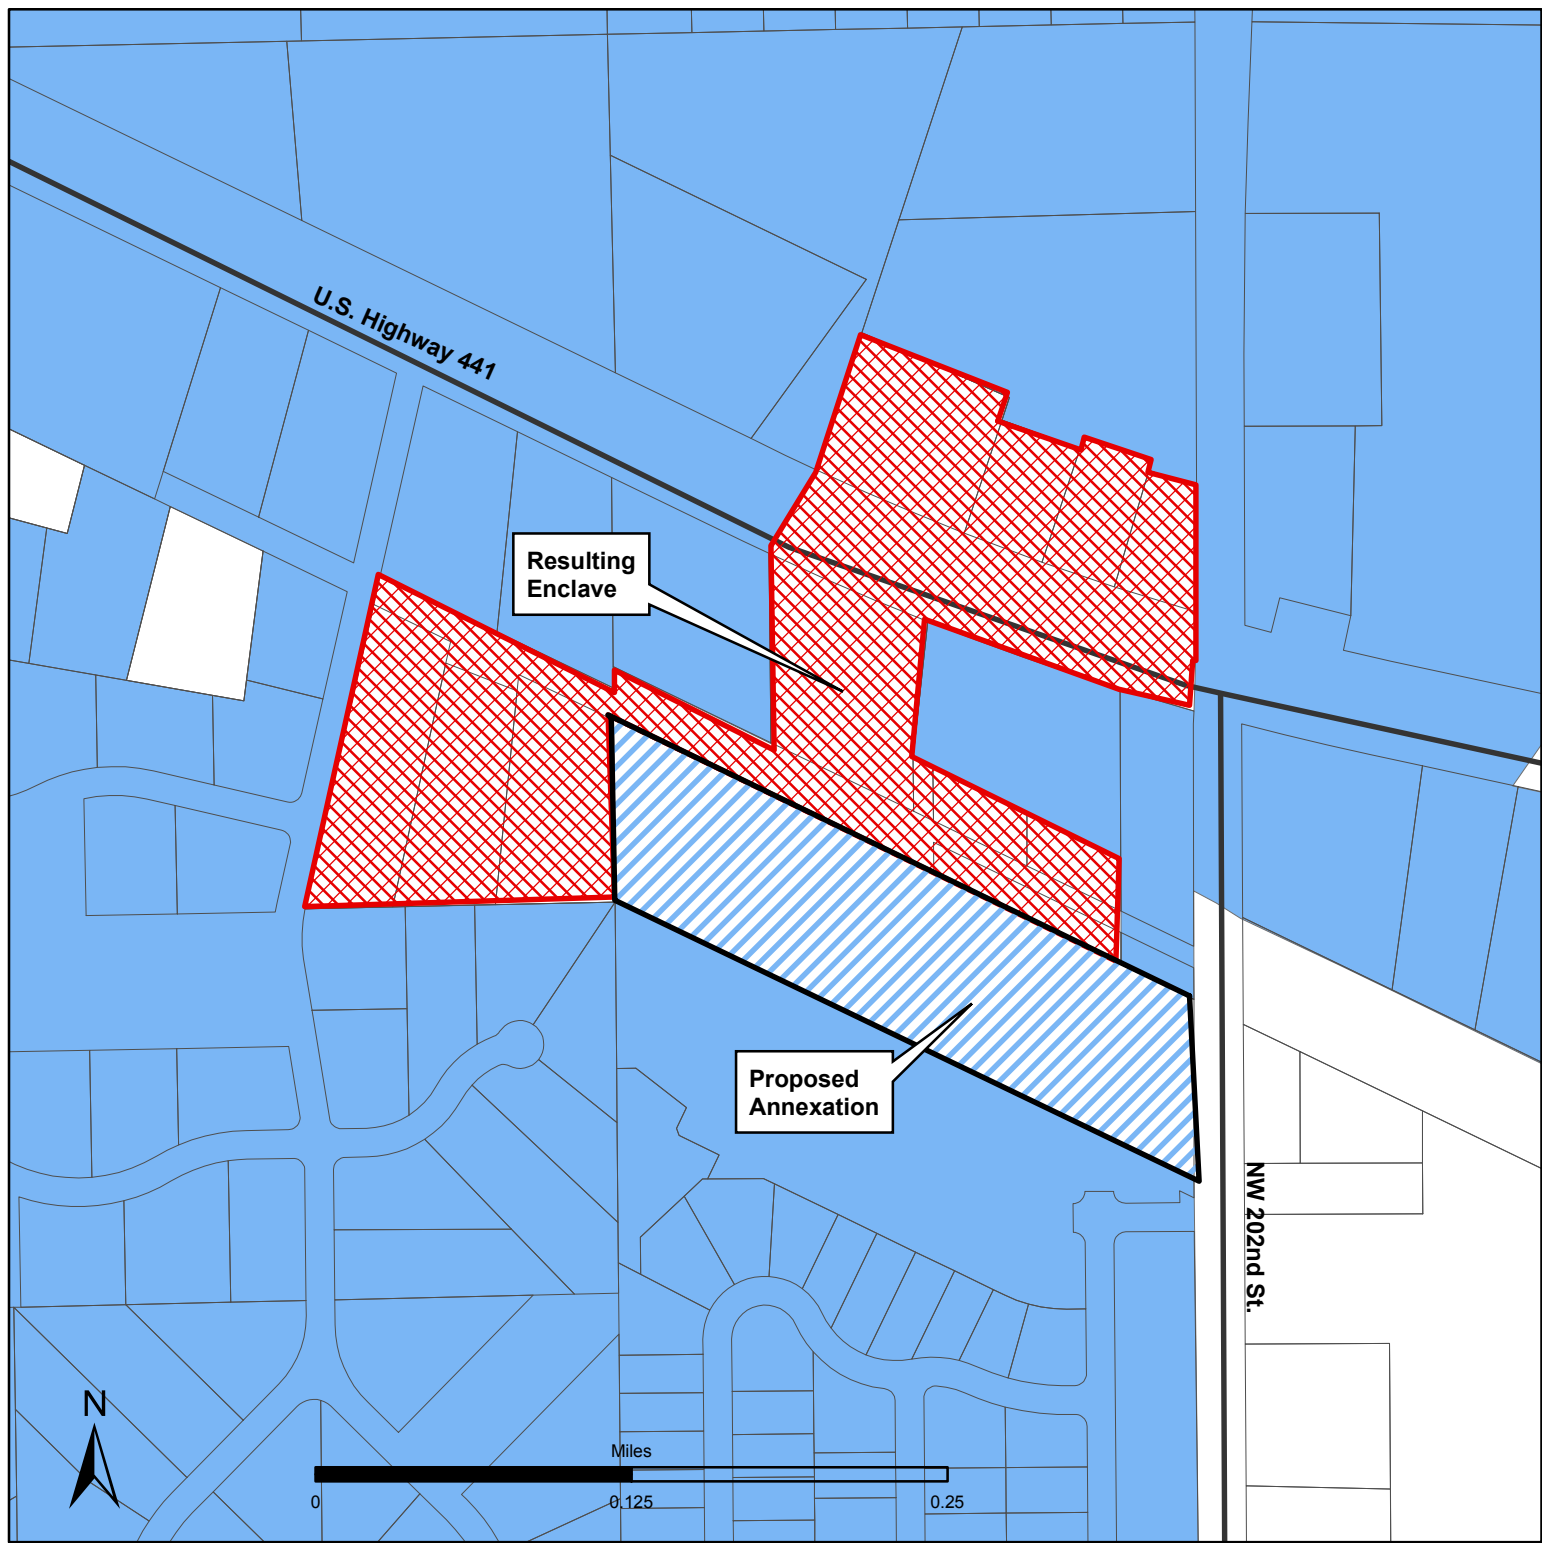 U.S. Highway 441
Resulting
Enclave
Proposed
Annexation
NW 202nd St.
N
Miles
0
0.125
0.25